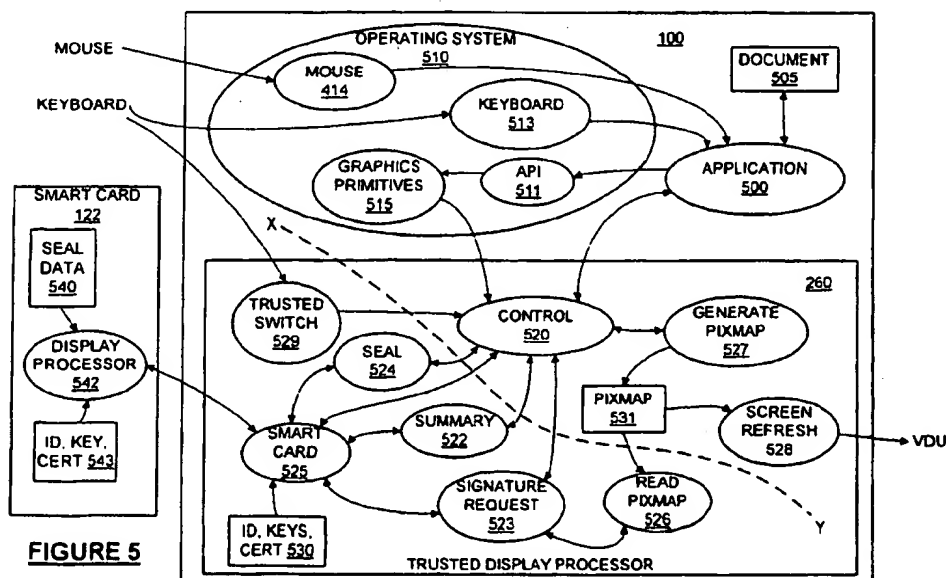 OPERATING SYSTEM
510
100
MOUSE
MOUSE
414
DOCUMENT
505
KEYBOARD
KEYBOARD
513
GRAPHICS
PRIMITIVES
515
API
511
APPLICATION
500
SMART CARD
122
SEAL
DATA
540
X
260
TRUSTED
SWITCH
529
CONTROL
520
GENERATE
PIXMAP
527
DISPLAY
PROCESSOR
542
SEAL
524
PIXMAP
531
SCREEN
REFRESH
528
VDU
SUMMARY
522
SMART
CARD
525
ID, KEY,
CERT 543
SIGNATURE
REQUEST
523
READ
PIXMAP
526
Y
ID, KEYS,
CERT 530
FIGURE 5
TRUSTED DISPLAY PROCESSOR